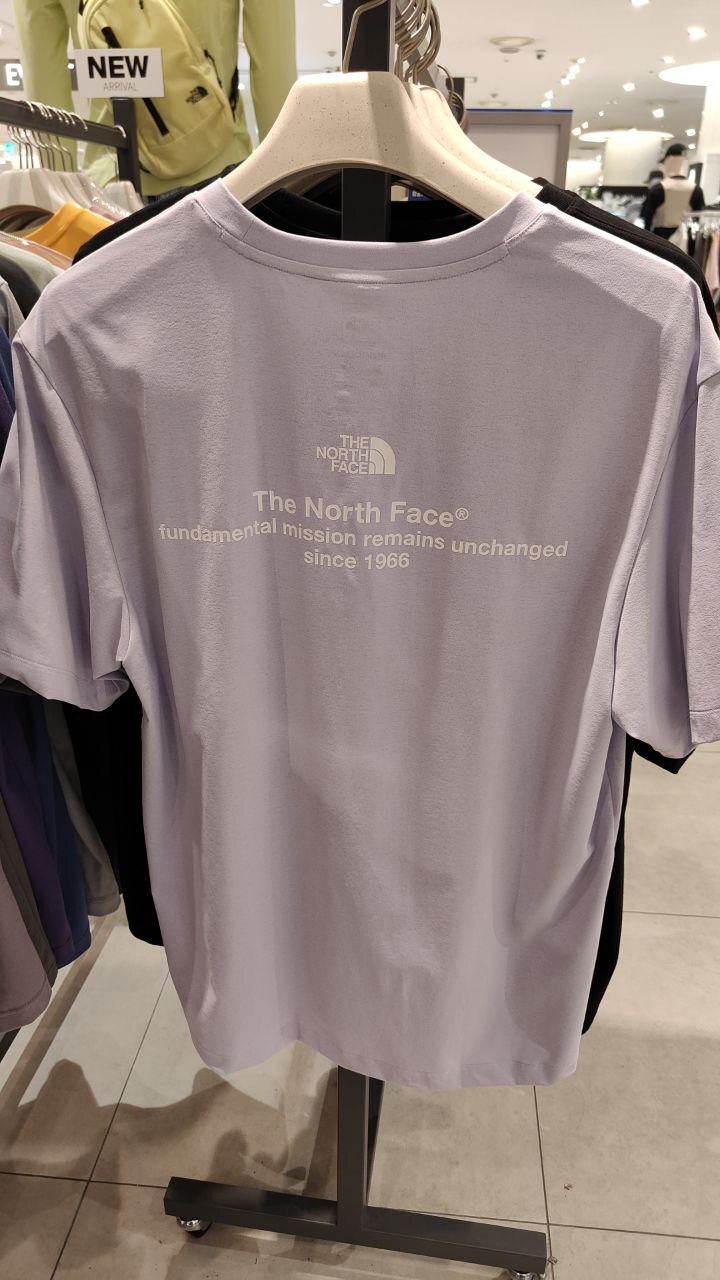 NEW
ARRIVAL
THE
NORTH
FACE
The North Face®
fundamental mission remains unchanged
since 1966